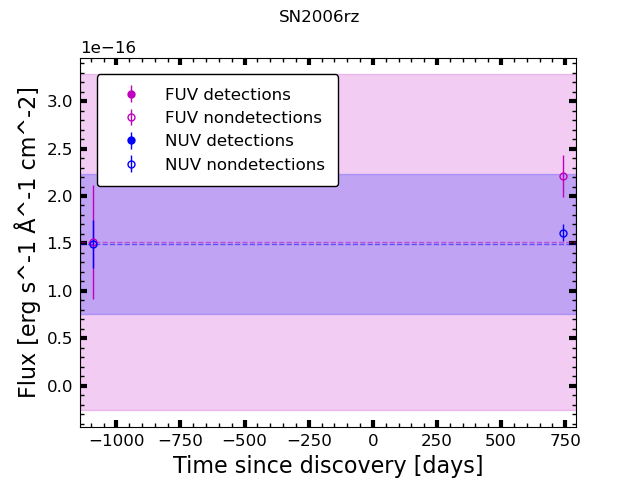 SN2006rz
1e−16
FUV detections
FUV nondetections
NUV detections
NUV nondetections
3.0
2.5
2.0
1.5
1.0
0.5
0.0
Flux [erg s^-1 Å^-1 cm^-2]
−1000 −750 −500 −250 0 250 500 750
Time since discovery [days]